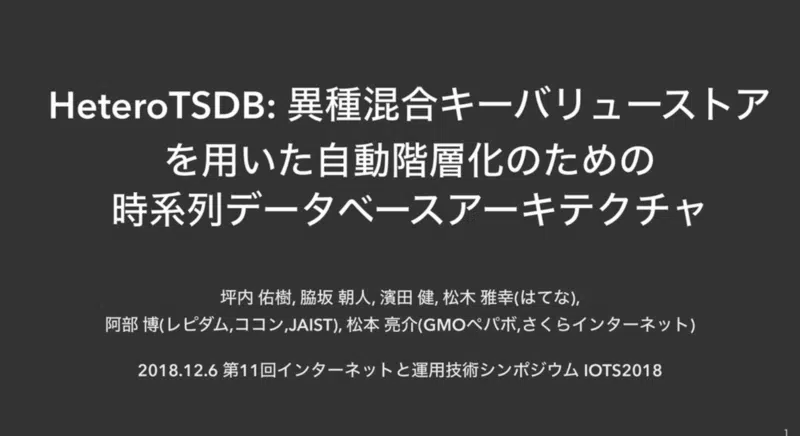 HeteroTSDB: 異種混合キーバリューストア
を用いた自動階層化のための
時系列データベースアーキテクチャ
坪内 佑樹, 脇坂 朝人, 濱田 健, 松木 雅幸(はてな),
阿部 博(レピダム,ココン,JAIST), 松本 亮介(GMOペパボ,さくらインターネット)
2018.12.6 第11回インターネットと運用技術シンポジウム IOTS2018
1